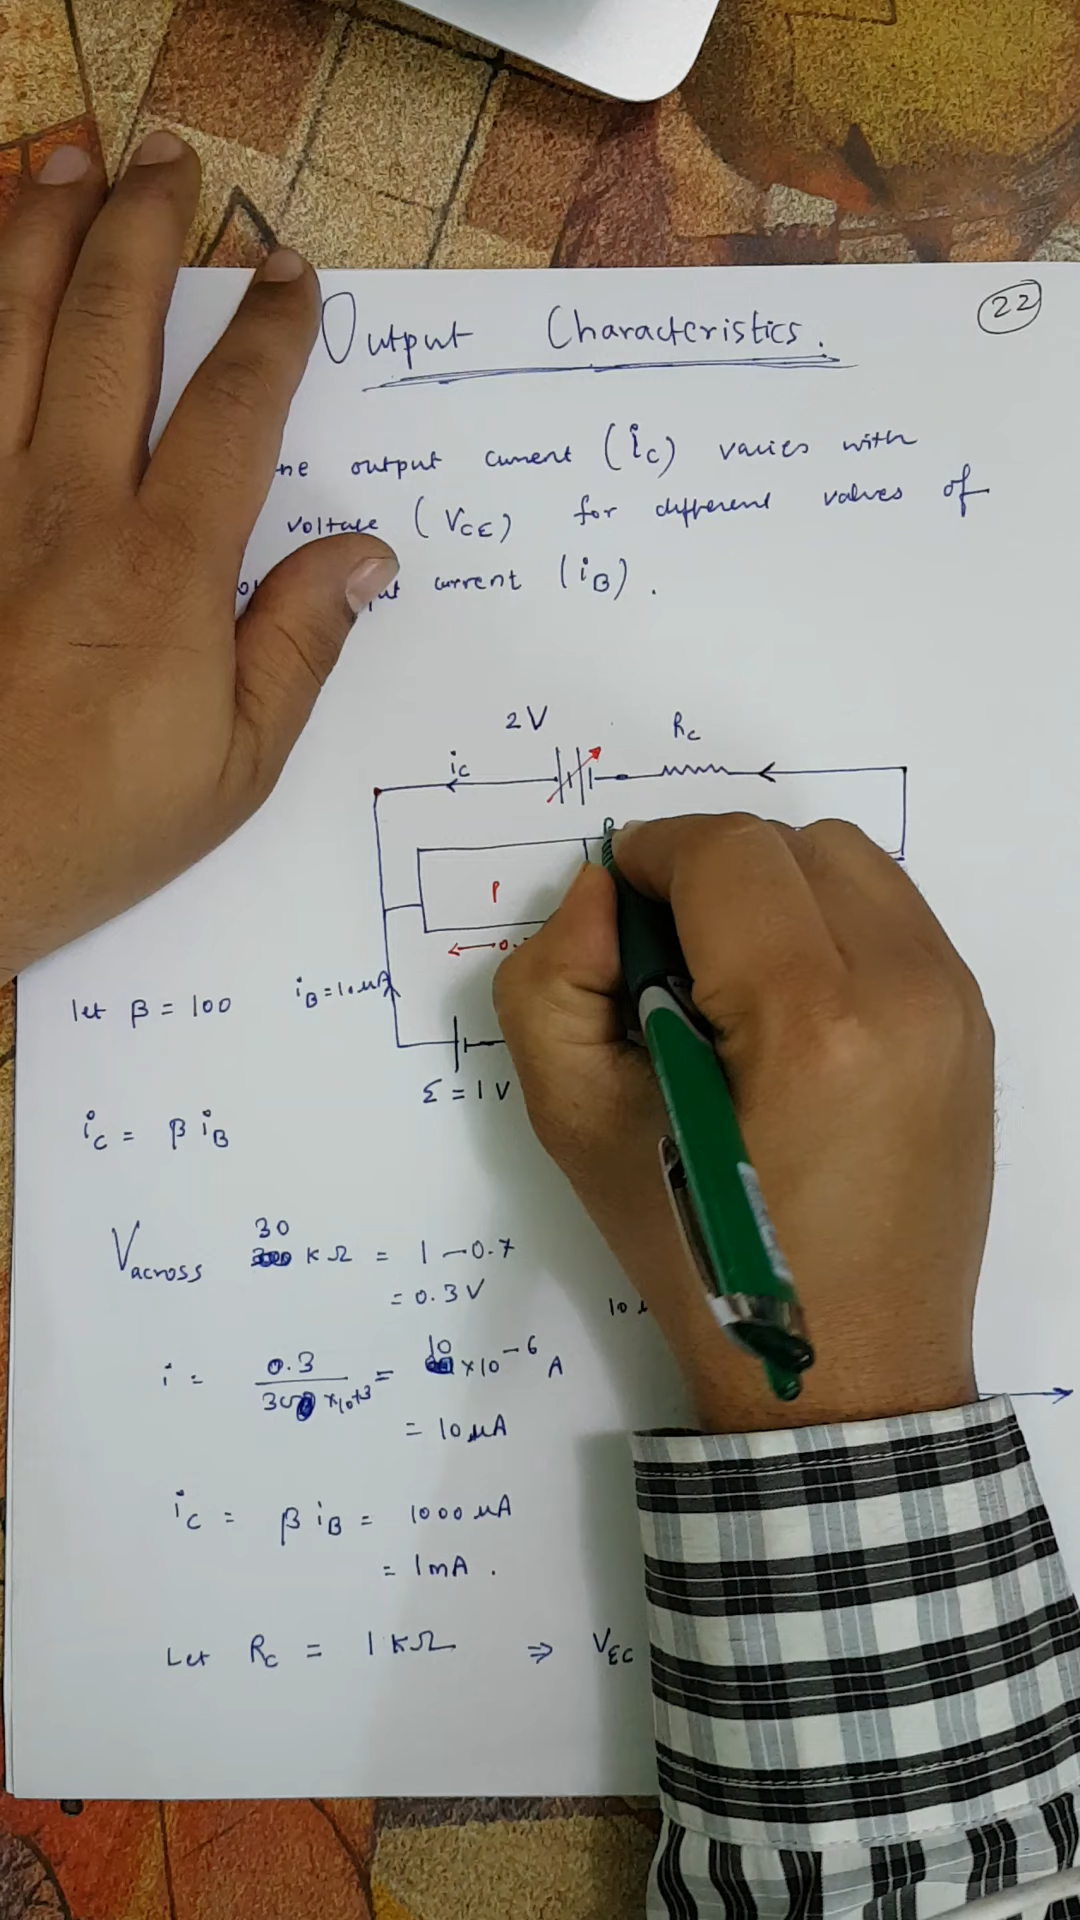 22
Output Characteristics.
output current (ic) varies with
voltage (VCE) for different values of
current (iB).
2V
Rc
ic
P
let β = 100
iB = 10 μA
Σ = 1 V
ic = β iB
30
Vacross kΩ = 1 - 0.7
= 0.3 V
10
i = 0.3 / 30 x10+3 = 10 x10-6 A
= 10 μA
ic = β iB = 1000 μA
= 1mA .
Let Rc = 1 kΩ ⇒ VEC